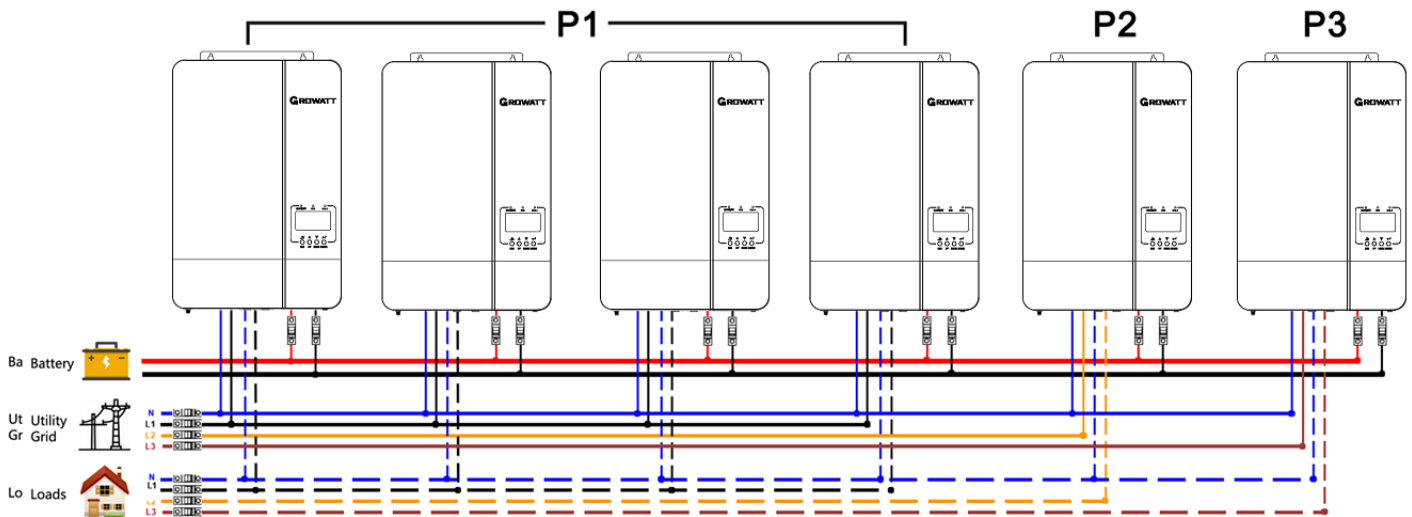 P1 P2 P3
GROWATT GROWATT GROWATT GROWATT GROWATT GROWATT
Ba Battery
Ut Utility
Gr Grid
N
L1
L2
L3
Lo Loads
N
L1
L3